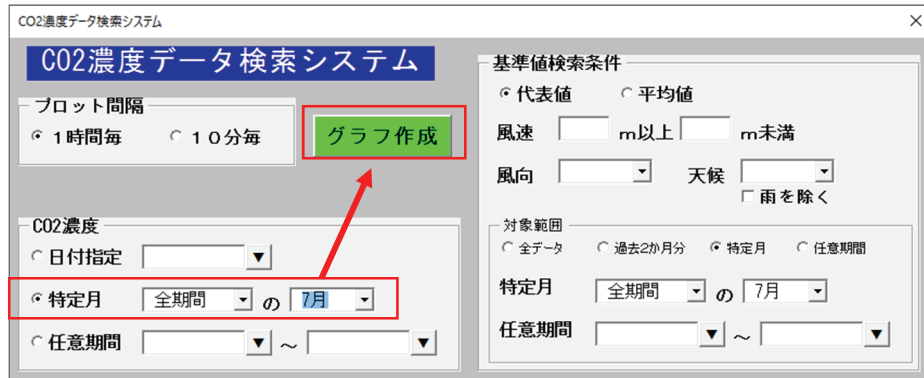 CO2濃度データ検索システム
CO2濃度データ検索システム
プロット間隔
1時間毎 10分毎
グラフ作成
CO2濃度
日付指定
特定月 全期間 の 7月
任意期間 ～
基準値検索条件
代表値 平均値
風速 m以上 m未満
風向 天候
雨を除く
対象範囲
全データ 過去2か月分 特定月 任意期間
特定月 全期間 の 7月
任意期間 ～